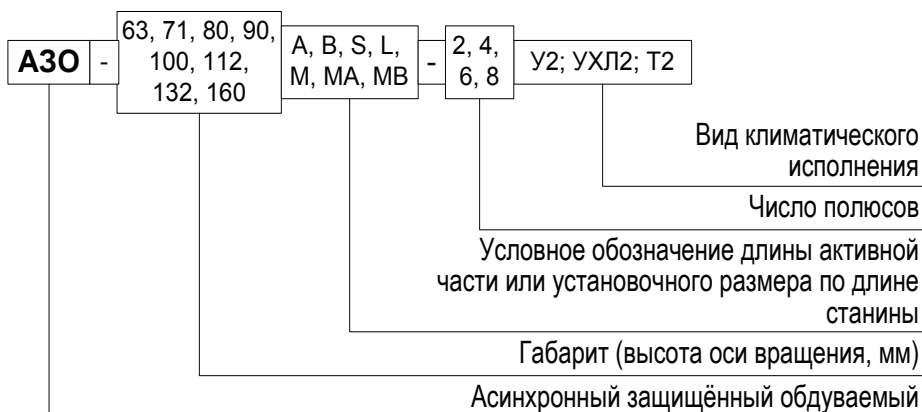 АЗО
-
63, 71, 80, 90,
100, 112,
132, 160
A, B, S, L,
M, MA, MB
-
2, 4,
6, 8
У2; УХЛ2; Т2
Вид климатического
исполнения
Число полюсов
Условное обозначение длины активной
части или установочного размера по длине
станины
Габарит (высота оси вращения, мм)
Асинхронный защищённый обдуваемый